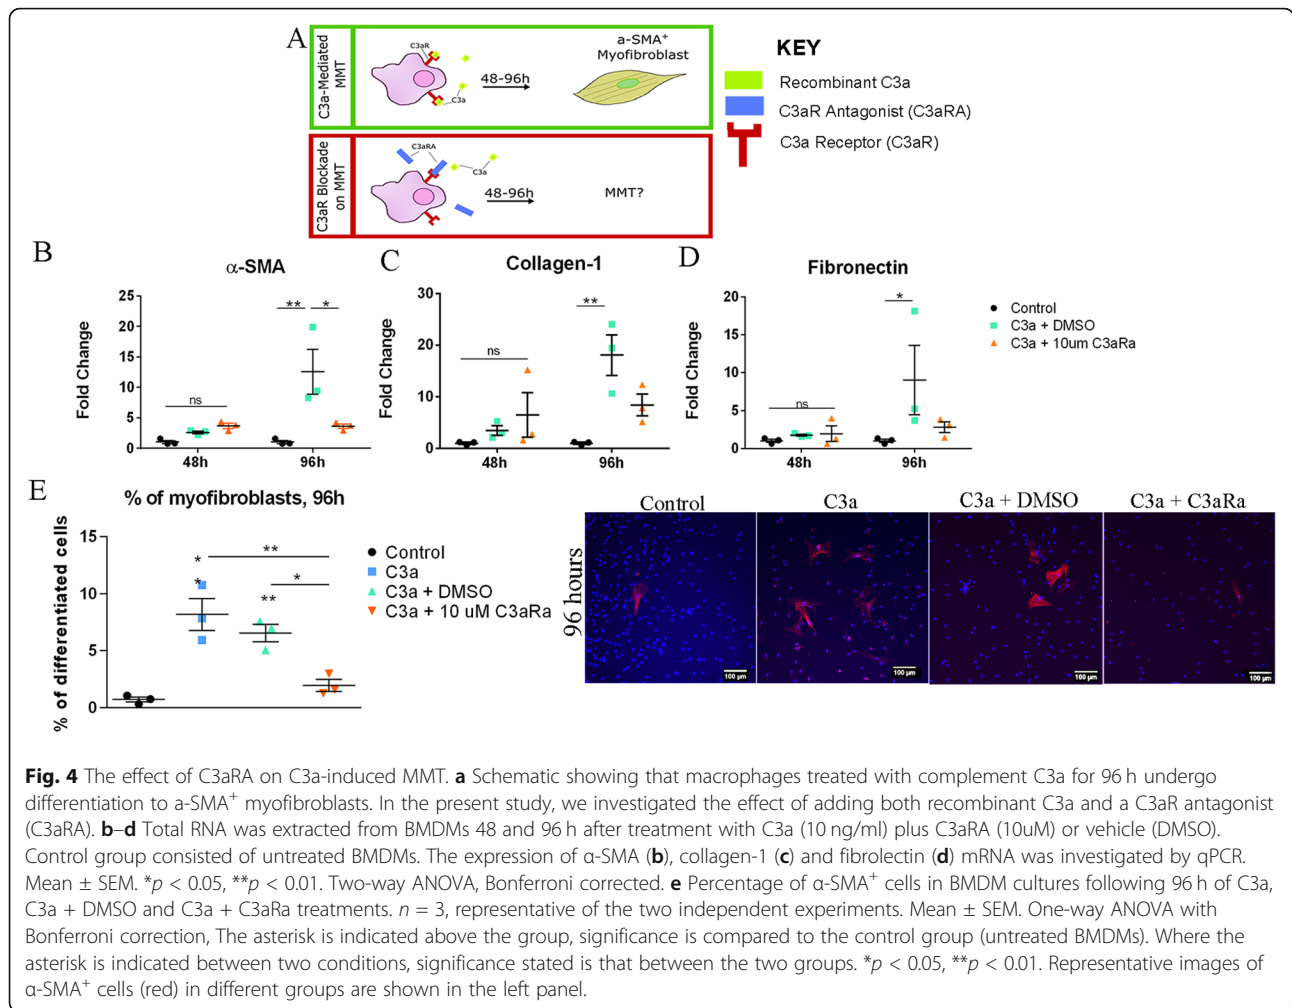 A
C3a-Mediated
MMT
C3aR
C3a
48-96h
a-SMA+
Myofibroblast
KEY
Recombinant C3a
C3aR Antagonist (C3aRA)
C3a Receptor (C3aR)
C3aR Blockade
on MMT
C3aRA
C3a
48-96h
MMT?
B
α-SMA
Fold Change
25
20
15
10
5
0
ns
** *
48h
96h
C
Collagen-1
Fold Change
30
20
10
0
ns
**
48h
96h
D
Fibronectin
Fold Change
20
15
10
5
0
ns
*
48h
96h
Control
C3a + DMSO
C3a + 10um C3aRa
E
% of myofibroblasts, 96h
% of differentiated cells
15
10
5
0
*
*
**
**
*
Control
C3a
C3a + DMSO
C3a + 10 uM C3aRa
96 hours
Control
C3a
C3a + DMSO
C3a + C3aRa
100 µm
100 µm
100 µm
100 µm
Fig. 4 The effect of C3aRA on C3a-induced MMT. a Schematic showing that macrophages treated with complement C3a for 96 h undergo
differentiation to a-SMA+ myofibroblasts. In the present study, we investigated the effect of adding both recombinant C3a and a C3aR antagonist
(C3aRA). b–d Total RNA was extracted from BMDMs 48 and 96 h after treatment with C3a (10 ng/ml) plus C3aRA (10uM) or vehicle (DMSO).
Control group consisted of untreated BMDMs. The expression of α-SMA (b), collagen-1 (c) and fibrolectin (d) mRNA was investigated by qPCR.
Mean ± SEM. *p < 0.05, **p < 0.01. Two-way ANOVA, Bonferroni corrected. e Percentage of α-SMA+ cells in BMDM cultures following 96 h of C3a,
C3a + DMSO and C3a + C3aRa treatments. n = 3, representative of the two independent experiments. Mean ± SEM. One-way ANOVA with
Bonferroni correction, The asterisk is indicated above the group, significance is compared to the control group (untreated BMDMs). Where the
asterisk is indicated between two conditions, significance stated is that between the two groups. *p < 0.05, **p < 0.01. Representative images of
α-SMA+ cells (red) in different groups are shown in the left panel.